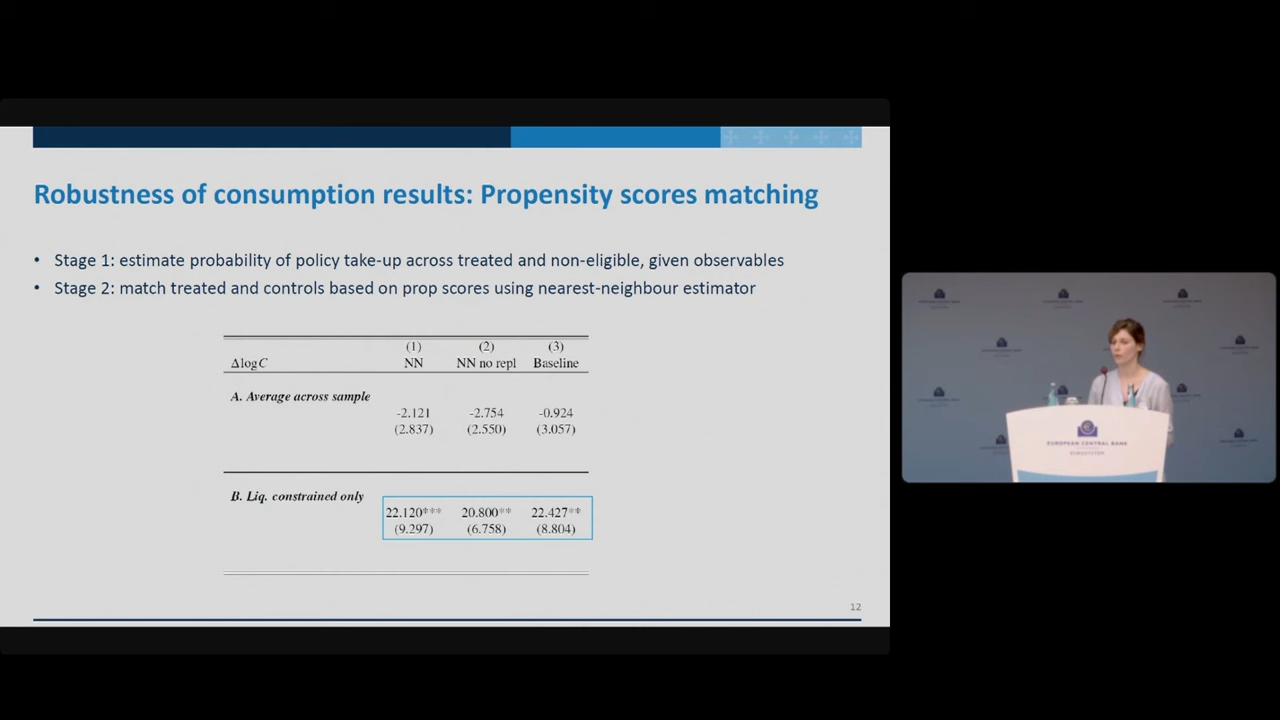 Robustness of consumption results: Propensity scores matching
• Stage 1: estimate probability of policy take-up across treated and non-eligible, given observables
• Stage 2: match treated and controls based on prop scores using nearest-neighbour estimator
(1) (2) (3)
ΔlogC NN NN no repl Baseline
A. Average across sample
-2.121 -2.754 -0.924
(2.837) (2.550) (3.057)
B. Liq. constrained only
22.120*** 20.800** 22.427**
(9.297) (6.758) (8.804)
12
EUROPEAN CENTRAL BANK
EUROSYSTEM